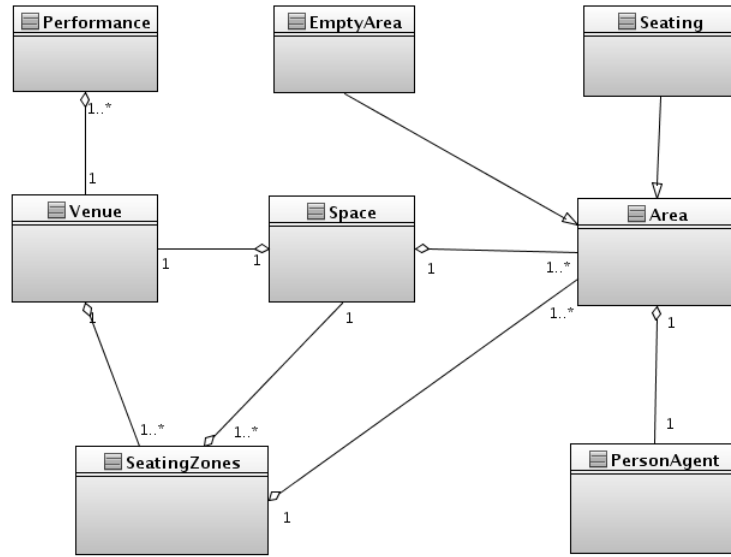 Performance
EmptyArea
Seating
1..*
1
Venue
Space
Area
1
1
1
1..*
1
1
1..*
1
1..*
1..*
1
SeatingZones
PersonAgent
1